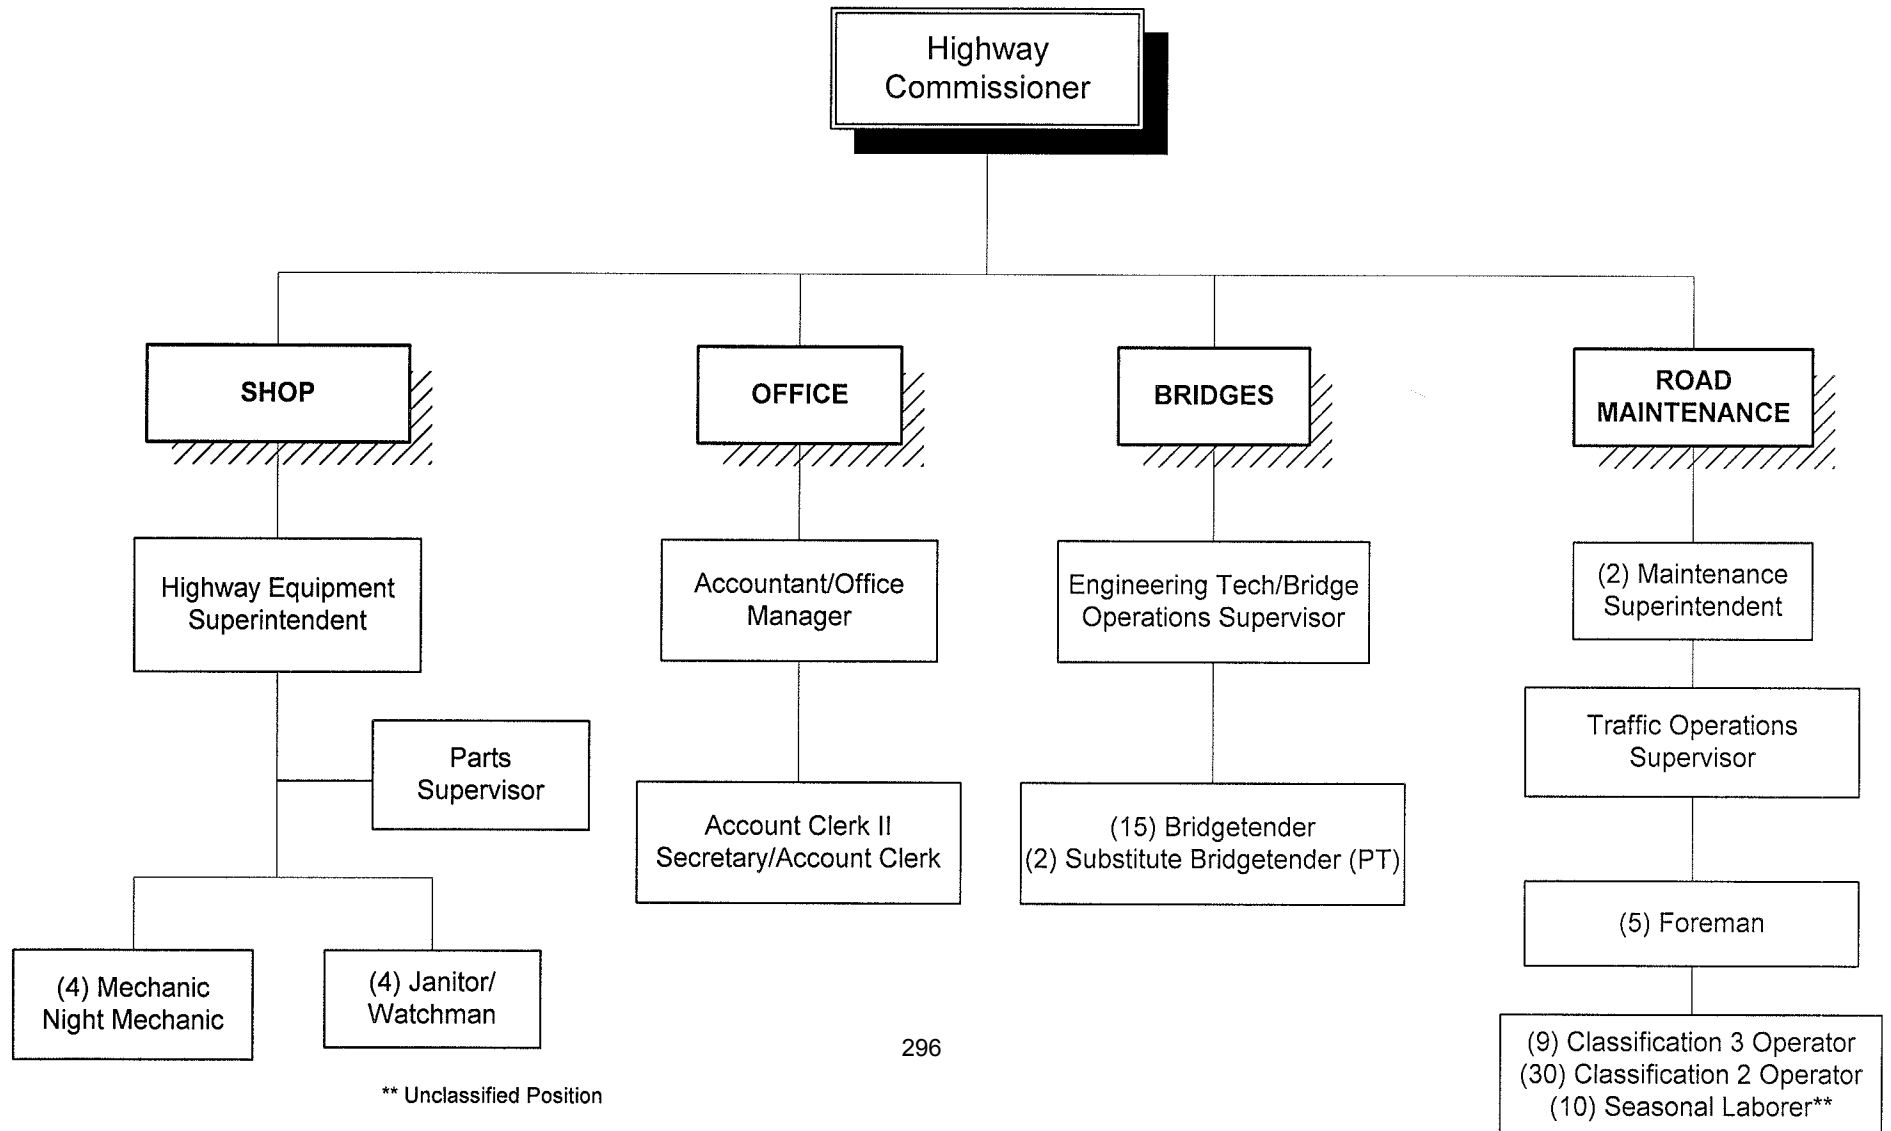 Highway
Commissioner
SHOP
OFFICE
BRIDGES
ROAD
MAINTENANCE
Highway Equipment
Superintendent
Accountant/Office
Manager
Engineering Tech/Bridge
Operations Supervisor
(2) Maintenance
Superintendent
Parts
Supervisor
Traffic Operations
Supervisor
Account Clerk II
Secretary/Account Clerk
(15) Bridgetender
(2) Substitute Bridgetender (PT)
(5) Foreman
(4) Mechanic
Night Mechanic
(4) Janitor/
Watchman
(9) Classification 3 Operator
(30) Classification 2 Operator
(10) Seasonal Laborer**
296
** Unclassified Position